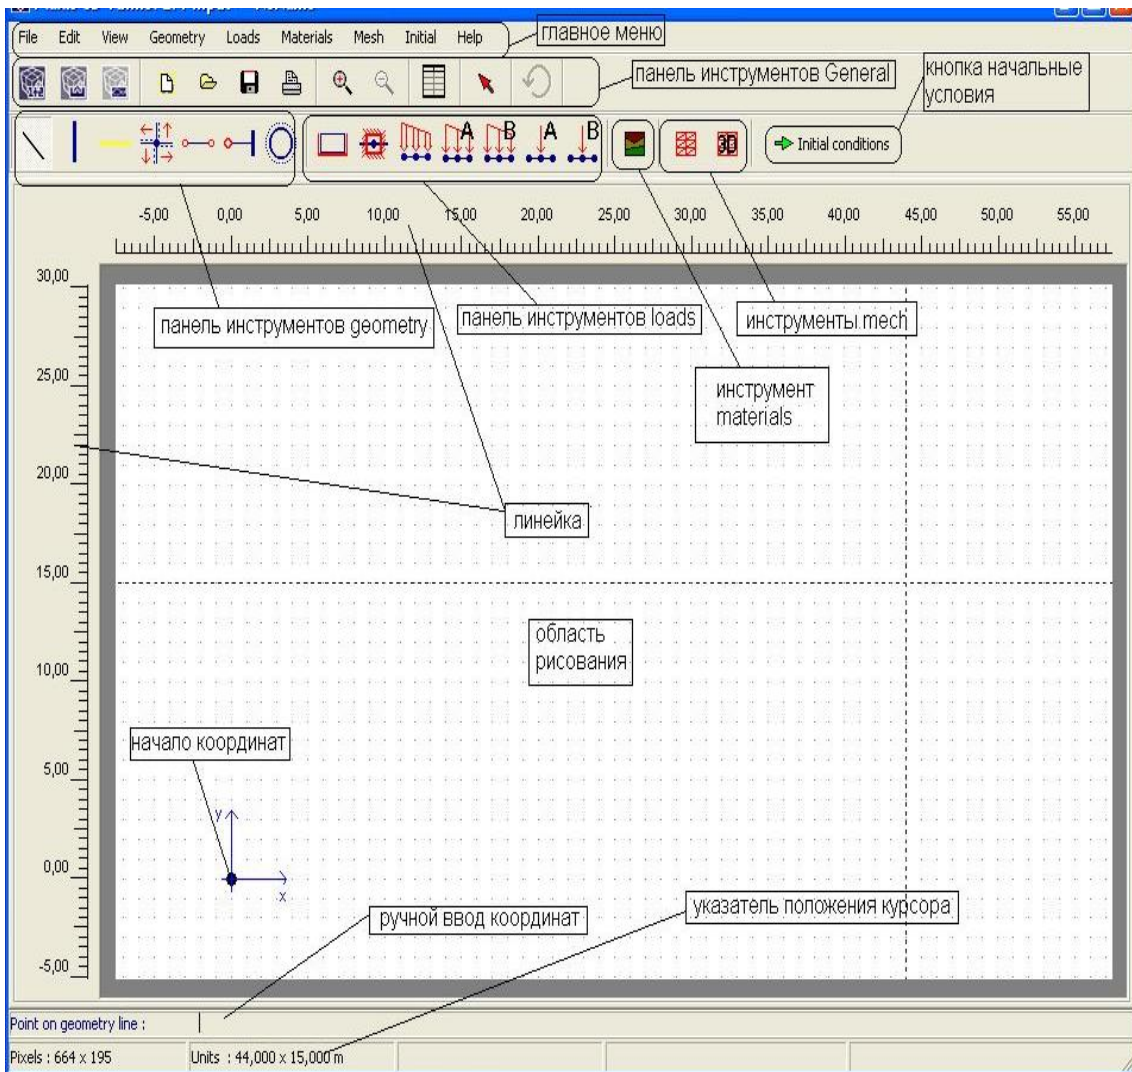 File Edit View Geometry Loads Materials Mesh Initial Help
главное меню
панель инструментов General
кнопка начальные
условия
A B A B
3D
Initial conditions
-5,00 0,00 5,00 10,00 15,00 20,00 25,00 30,00 35,00 40,00 45,00 50,00 55,00
30,00
панель инструментов geometry
панель инструментов loads
инструменты mech
25,00
инструмент
materials
20,00
линейка
15,00
область
рисования
10,00
начало координат
5,00
y
0,00
x
ручной ввод координат
указатель положения курсора
-5,00
Point on geometry line :
Pixels : 664 x 195
Units : 44,000 x 15,000 m